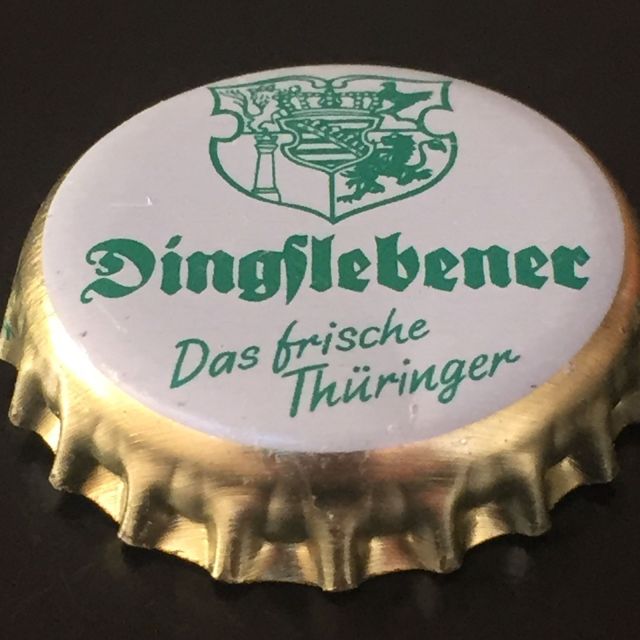 Dingſlebener
Das frische
Thüringer